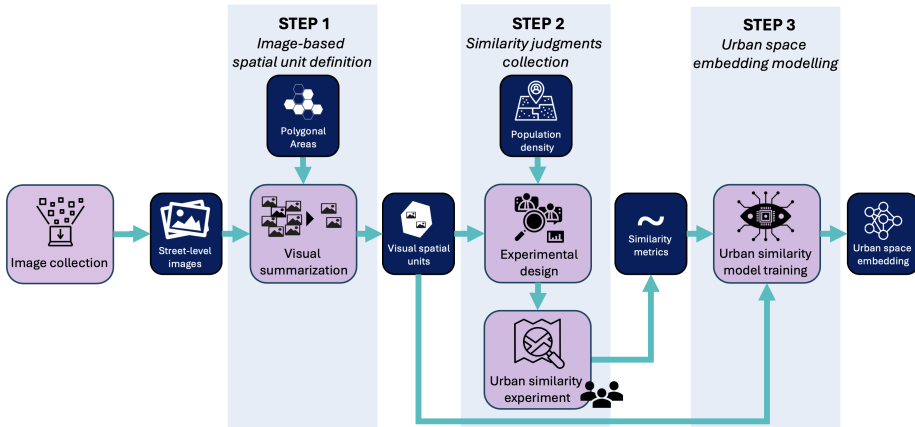 STEP 1
Image-based
spatial unit definition
STEP 2
Similarity judgments
collection
STEP 3
Urban space
embedding modelling
Polygonal
Areas
Population
density
Image collection
Street-level
images
Visual
summarization
Visual spatial
units
Experimental
design
~
Similarity
metrics
Urban similarity
model training
Urban space
embedding
Urban similarity
experiment